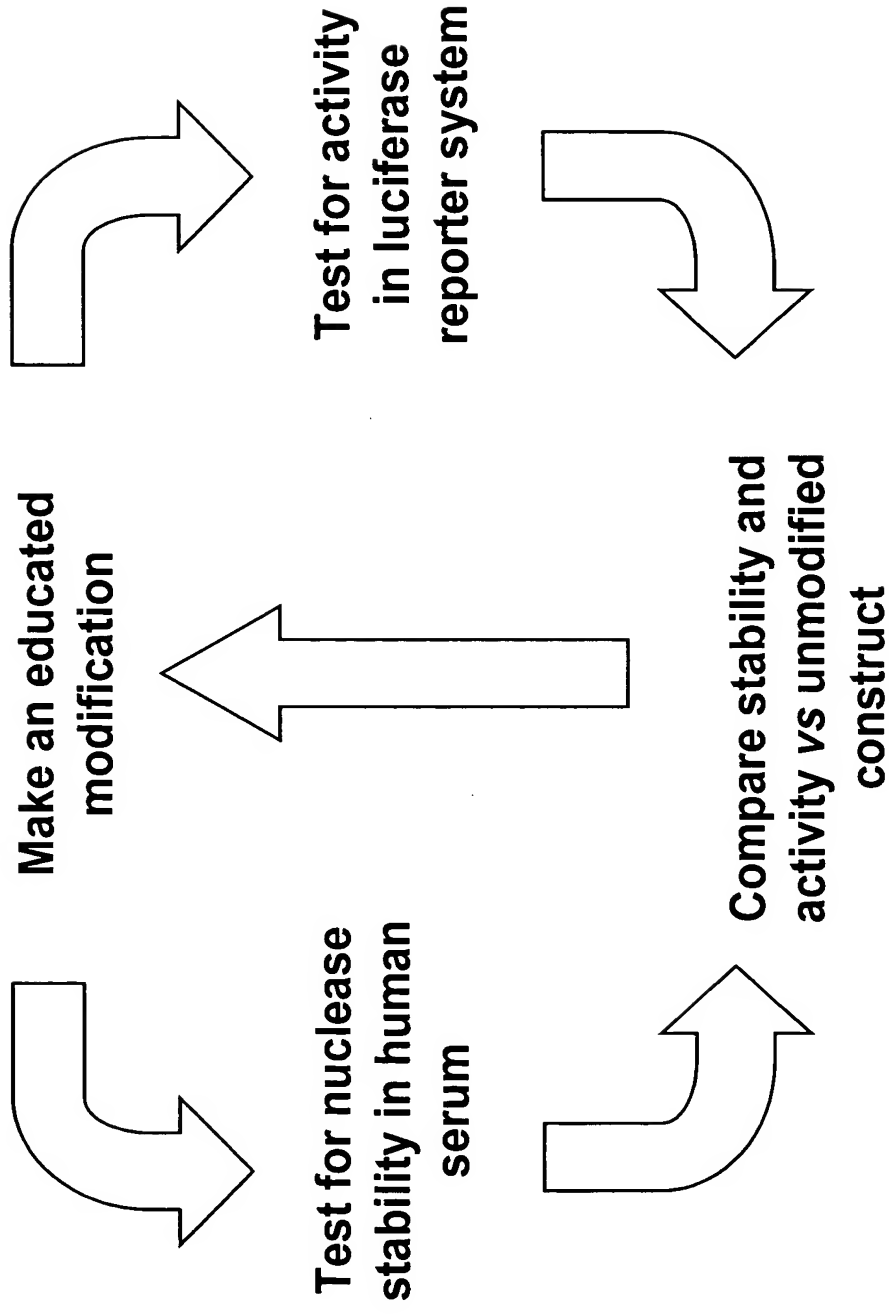 Make an educated
modification
Test for nuclease
stability in human
serum
Test for activity
in luciferase
reporter system
Compare stability and
activity vs unmodified
construct